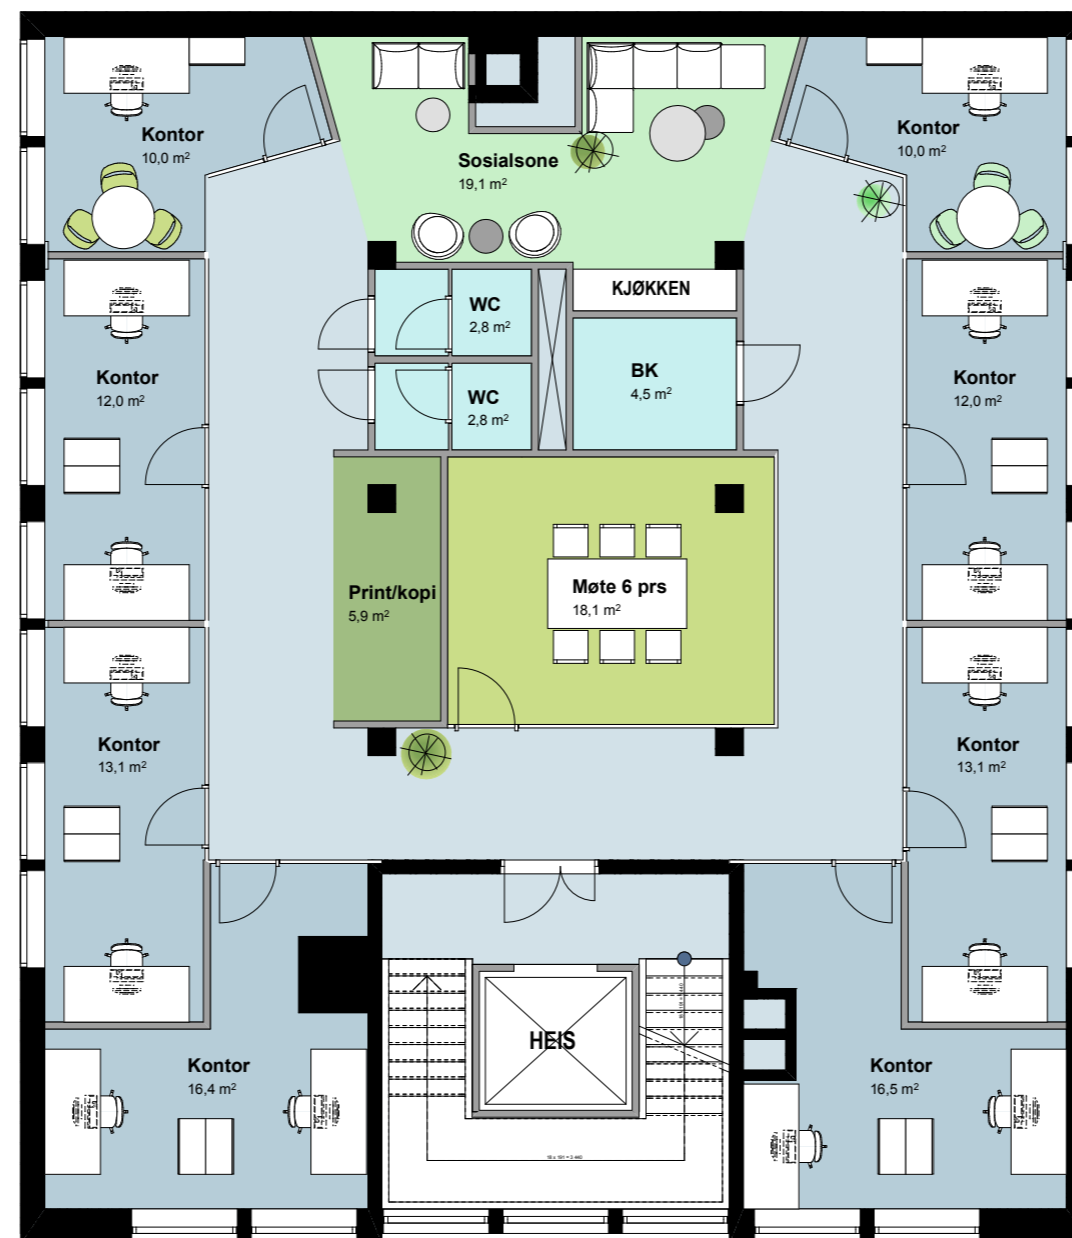 Kontor
10,0 m²
Sosialsone
19,1 m²
Kontor
10,0 m²
WC
2,8 m²
KJØKKEN
Kontor
12,0 m²
BK
4,5 m²
Kontor
12,0 m²
WC
2,8 m²
Print/kopi
5,9 m²
Møte 6 prs
18,1 m²
Kontor
13,1 m²
Kontor
13,1 m²
HEIS
Kontor
16,4 m²
Kontor
16,5 m²